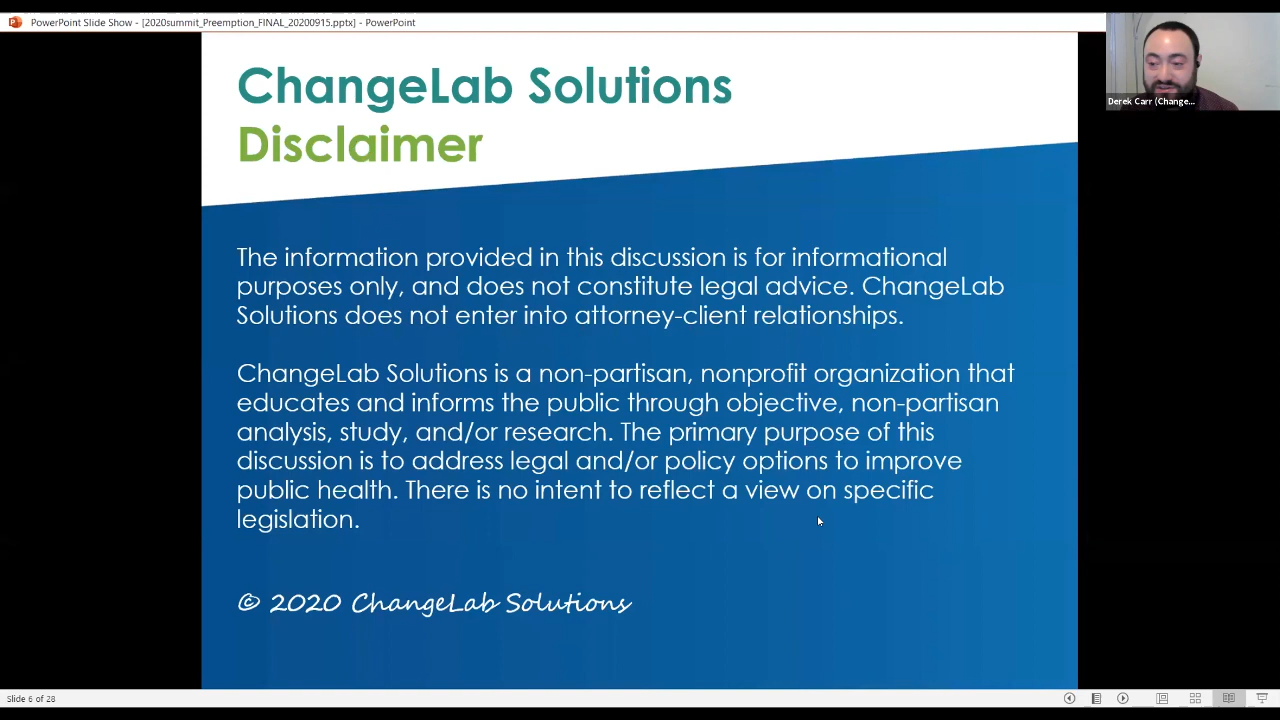 PowerPoint Slide Show - [2020summit_Preemption_FINAL_20200915.pptx] - PowerPoint
Derek Carr (Change...
ChangeLab Solutions
Disclaimer
The information provided in this discussion is for informational
purposes only, and does not constitute legal advice. ChangeLab
Solutions does not enter into attorney-client relationships.
ChangeLab Solutions is a non-partisan, nonprofit organization that
educates and informs the public through objective, non-partisan
analysis, study, and/or research. The primary purpose of this
discussion is to address legal and/or policy options to improve
public health. There is no intent to reflect a view on specific
legislation.
© 2020 ChangeLab Solutions
Slide 6 of 28